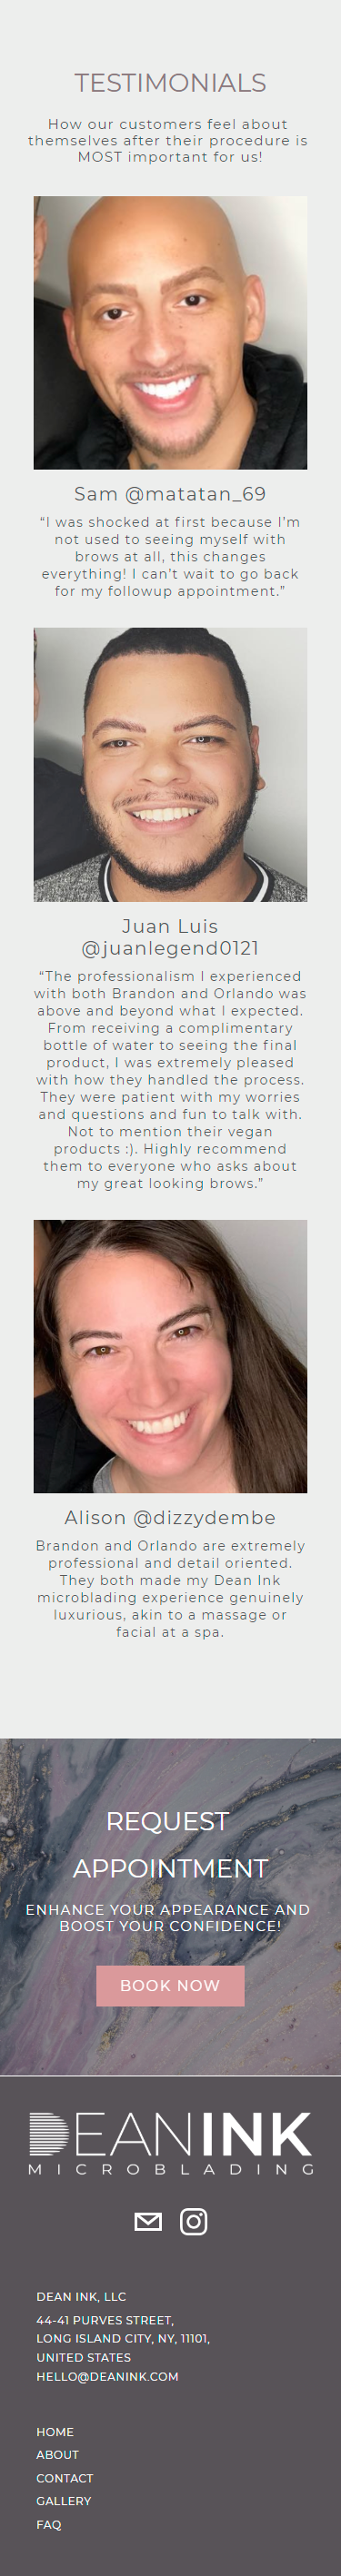 TESTIMONIALS
How our customers feel about
themselves after their procedure is
MOST important for us!
Sam @matatan_69
“I was shocked at first because I’m
not used to seeing myself with
brows at all, this changes
everything! I can’t wait to go back
for my followup appointment.”
Juan Luis
@juanlegend0121
“The professionalism I experienced
with both Brandon and Orlando was
above and beyond what I expected.
From receiving a complimentary
bottle of water to seeing the final
product, I was extremely pleased
with how they handled the process.
They were patient with my worries
and questions and fun to talk with.
Not to mention their vegan
products :). Highly recommend
them to everyone who asks about
my great looking brows.”
Alison @dizzydembe
Brandon and Orlando are extremely
professional and detail oriented.
They both made my Dean Ink
microblading experience genuinely
luxurious, akin to a massage or
facial at a spa.
REQUEST
APPOINTMENT
ENHANCE YOUR APPEARANCE AND
BOOST YOUR CONFIDENCE!
BOOK NOW
DEANINK
MICROBLADING
DEAN INK, LLC
44-41 PURVES STREET,
LONG ISLAND CITY, NY, 11101,
UNITED STATES
HELLO@DEANINK.COM
HOME
ABOUT
CONTACT
GALLERY
FAQ